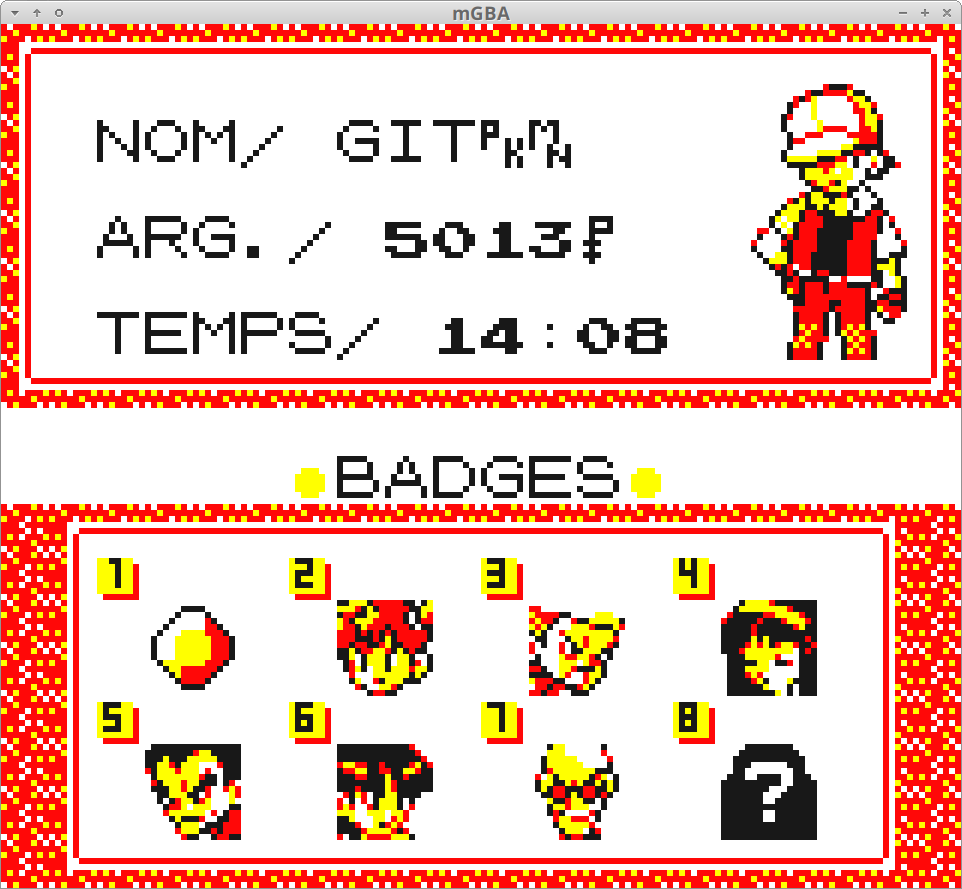 mGBA
NOM/ GITPKMN
ARG./ 5013₽
TEMPS/ 14:08
BADGES
1 2 3 4
5 6 7 8
?